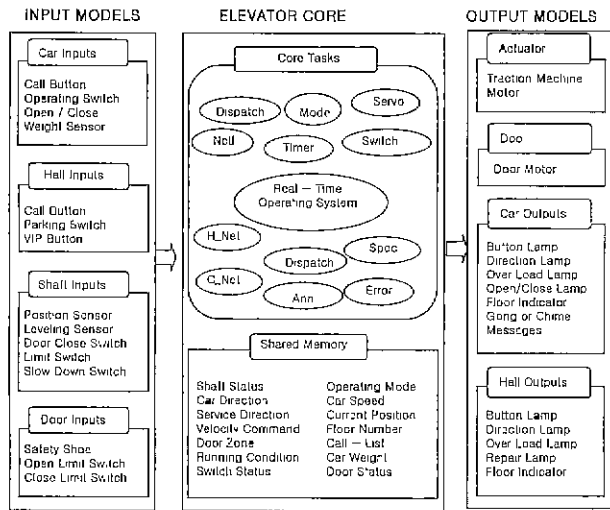 INPUT MODELS
Car Inputs
Call Button
Operating Switch
Open / Close
Weight Sensor
Hall Inputs
Call Button
Parking Switch
VIP Button
Shaft Inputs
Position Sensor
Leveling Sensor
Door Close Switch
Limit Switch
Slow Down Switch
Door Inputs
Safety Shoe
Open Limit Switch
Close Limit Switch
ELEVATOR CORE
Core Tasks
Dispatch
Mode
Servo
Timer
Switch
Real - Time
Operating System
H_Net
Dispatch
Spec
C_Net
Ann
Error
Shared Memory
Shaft Status
Car Direction
Service Direction
Velocity Command
Door Zone
Running Condition
Switch Status
Operating Mode
Car Speed
Current Position
Floor Number
Call - List
Car Weight
Door Status
OUTPUT MODELS
Actuator
Traction Machine
Motor
Doo
Door Motor
Car Outputs
Button Lamp
Direction Lamp
Over Load Lamp
Open/Close Lamp
Floor Indicator
Gong or Chime
Messages
Hall Outputs
Button Lamp
Direction Lamp
Over Load Lamp
Repair Lamp
Floor Indicator